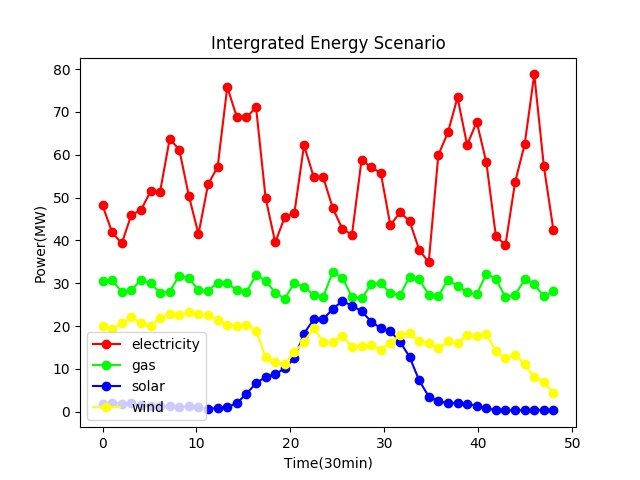 Intergrated Energy Scenario
Power(MW)
80
70
60
50
40
30
20
10
0
electricity
gas
solar
wind
0 10 20 30 40 50
Time(30min)